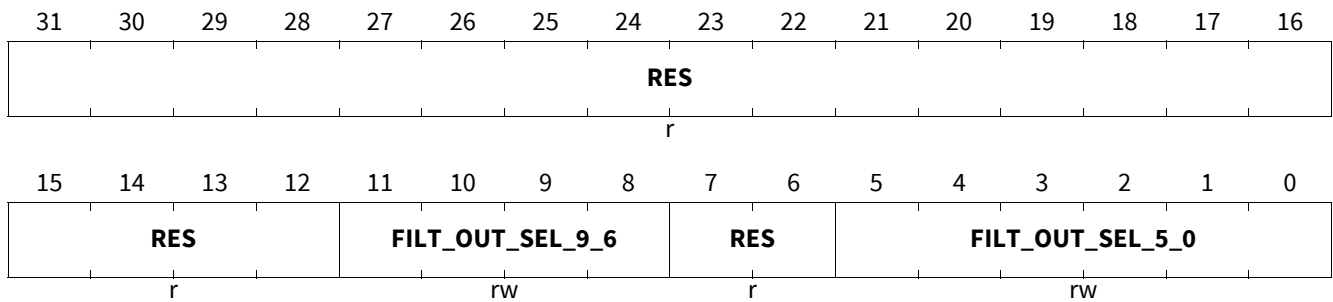 31 30 29 28 27 26 25 24 23 22 21 20 19 18 17 16
RES
r
15 14 13 12 11 10 9 8 7 6 5 4 3 2 1 0
RES FILT_OUT_SEL_9_6 RES FILT_OUT_SEL_5_0
r rw r rw